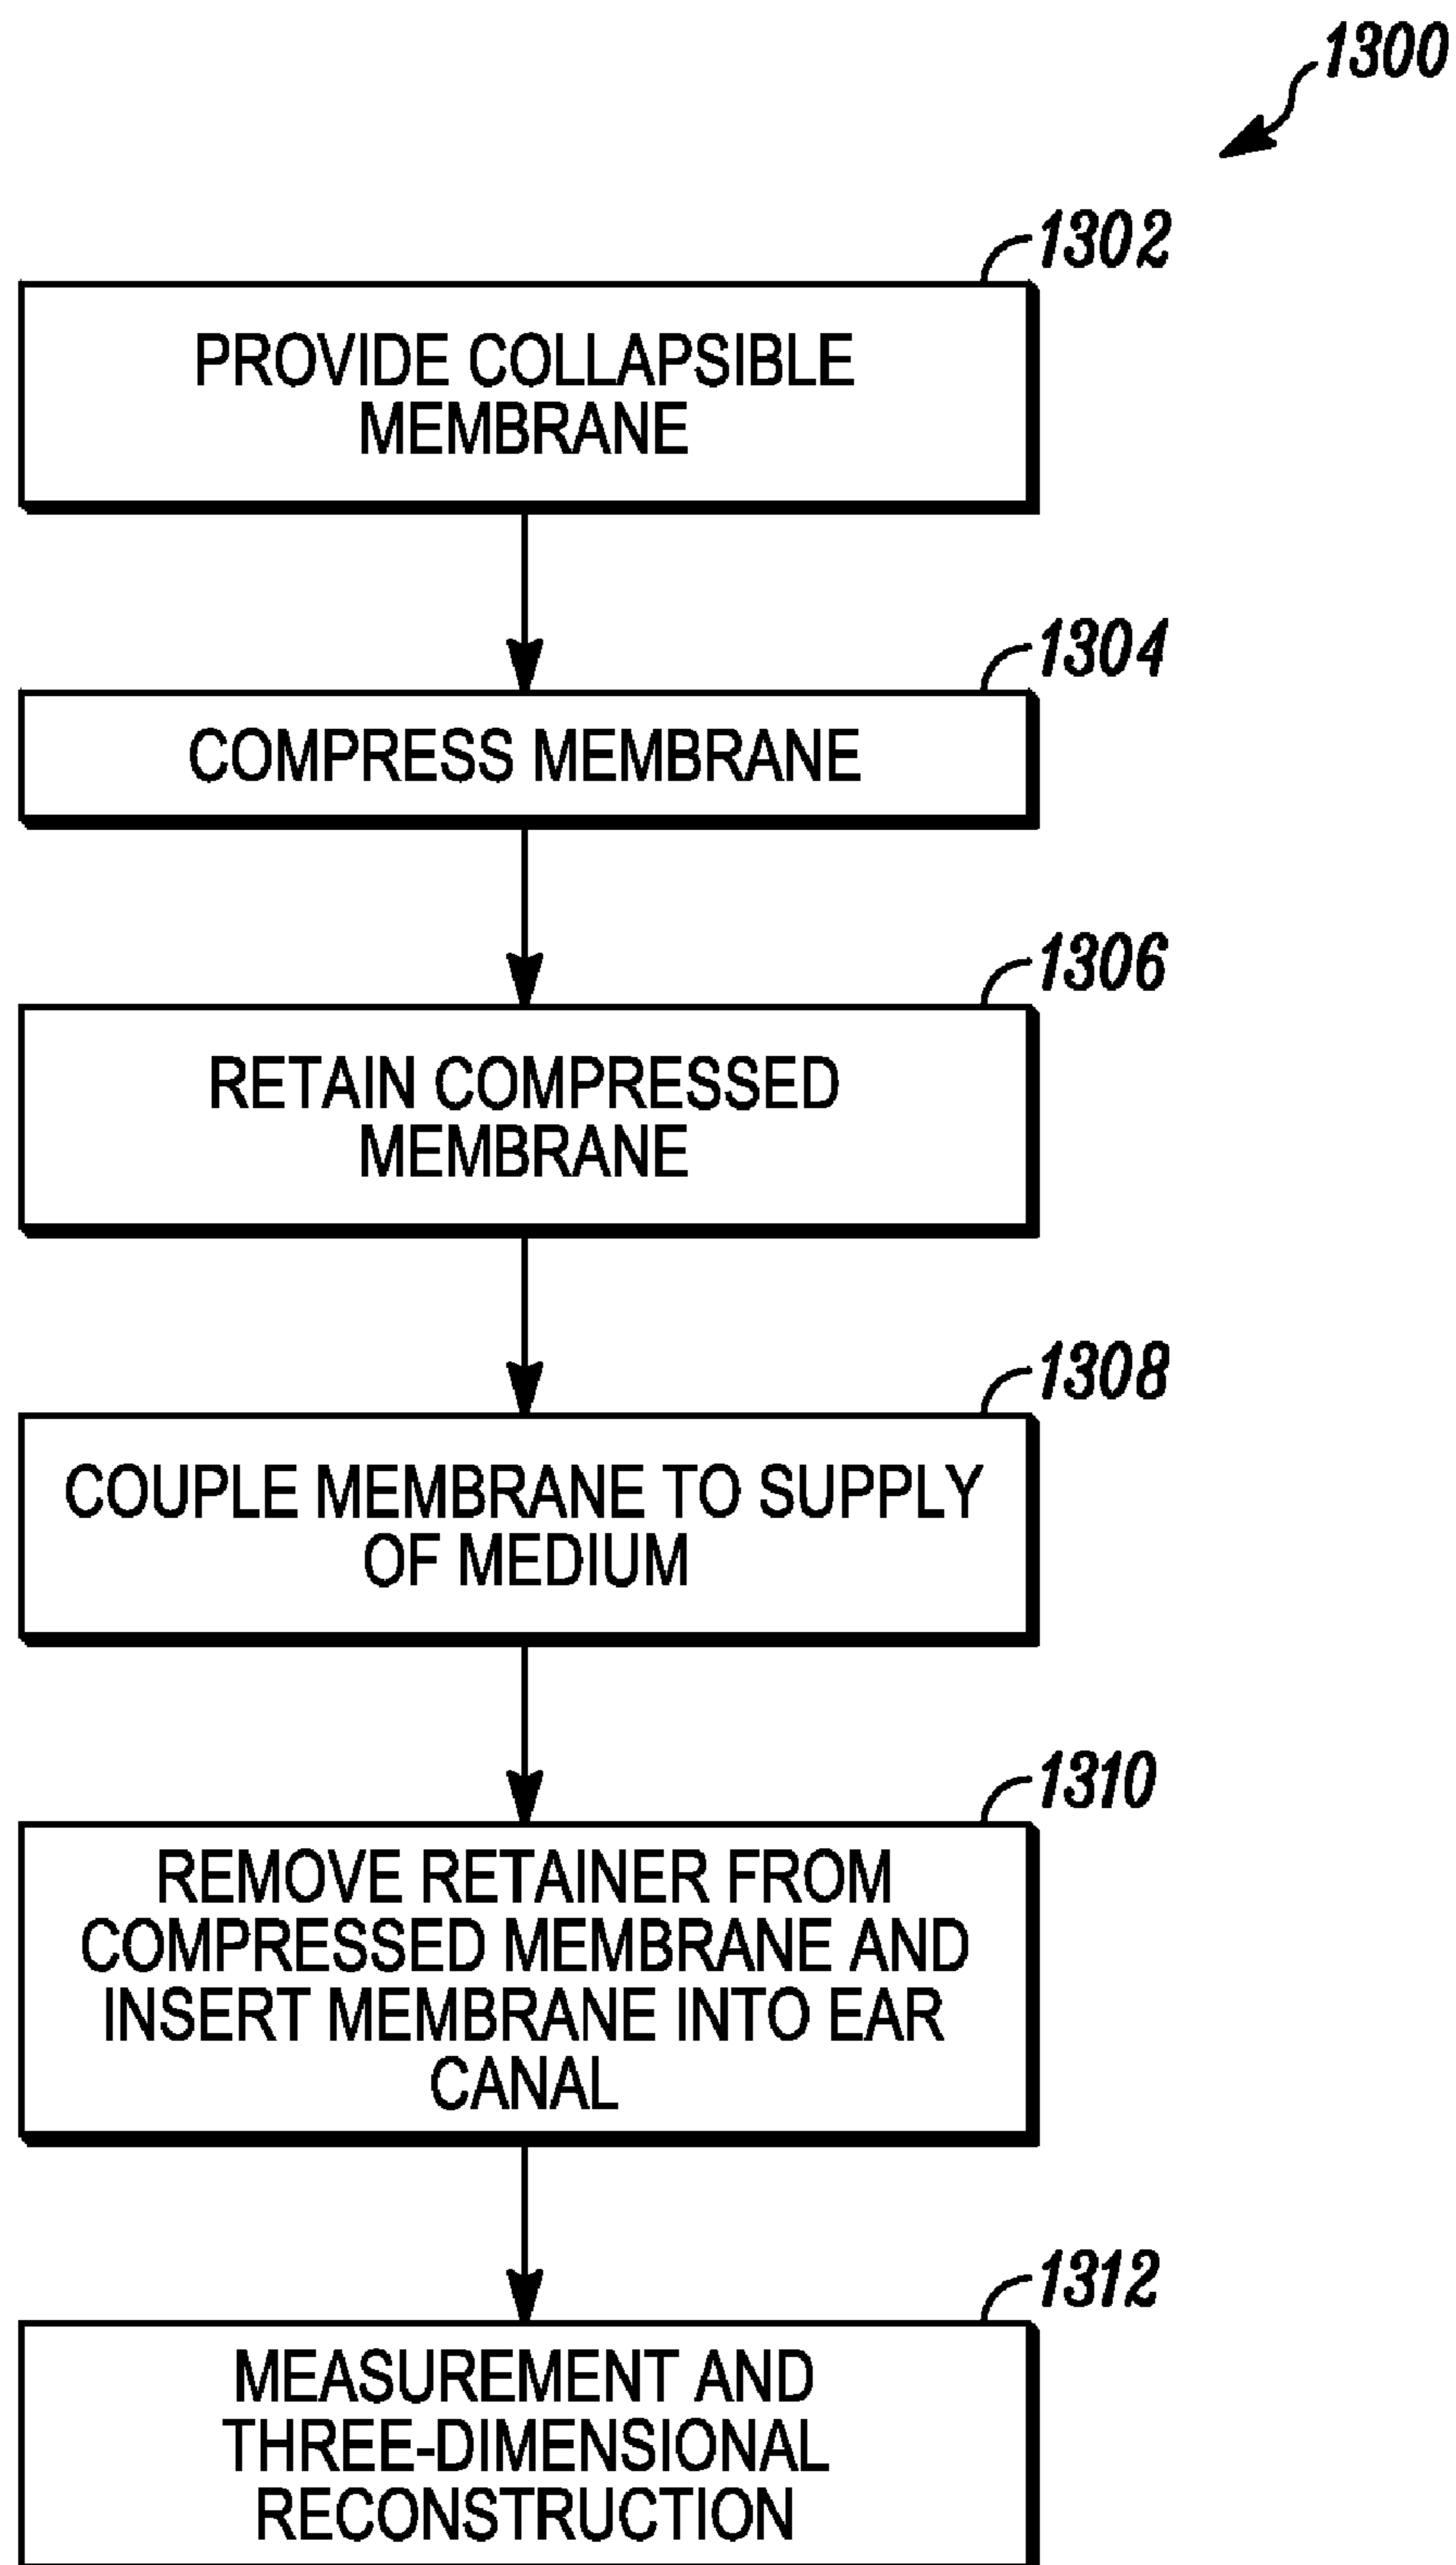 1300
1302
PROVIDE COLLAPSIBLE
MEMBRANE
1304
COMPRESS MEMBRANE
1306
RETAIN COMPRESSED
MEMBRANE
1308
COUPLE MEMBRANE TO SUPPLY
OF MEDIUM
1310
REMOVE RETAINER FROM
COMPRESSED MEMBRANE AND
INSERT MEMBRANE INTO EAR
CANAL
1312
MEASUREMENT AND
THREE-DIMENSIONAL
RECONSTRUCTION